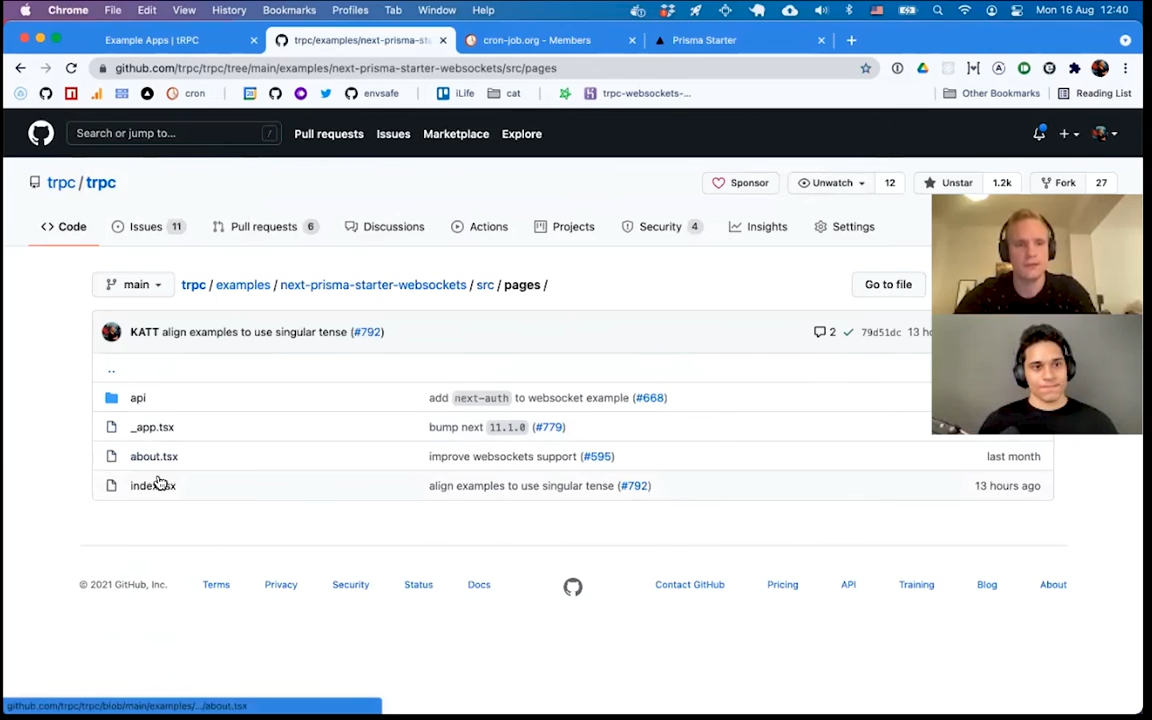 Chrome File Edit View History Bookmarks Profiles Tab Window Help Mon 16 Aug 12:40
Example Apps | tRPC trpc/examples/next-prisma-sta cron-job.org - Members Prisma Starter
github.com/trpc/trpc/tree/main/examples/next-prisma-starter-websockets/src/pages
cron envsafe iLife cat trpc-websockets-... Other Bookmarks Reading List
Search or jump to... / Pull requests Issues Marketplace Explore
trpc / trpc Sponsor Unwatch 12 Unstar 1.2k Fork 27
Code Issues 11 Pull requests 6 Discussions Actions Projects Security 4 Insights Settings
main trpc / examples / next-prisma-starter-websockets / src / pages / Go to file
KATT align examples to use singular tense (#792) 2 79d51dc 13 h
..
api add next-auth to websocket example (#668)
_app.tsx bump next 11.1.0 (#779)
about.tsx improve websockets support (#595) last month
index.tsx align examples to use singular tense (#792) 13 hours ago
© 2021 GitHub, Inc. Terms Privacy Security Status Docs Contact GitHub Pricing API Training Blog About
github.com/trpc/trpc/blob/main/examples/.../about.tsx